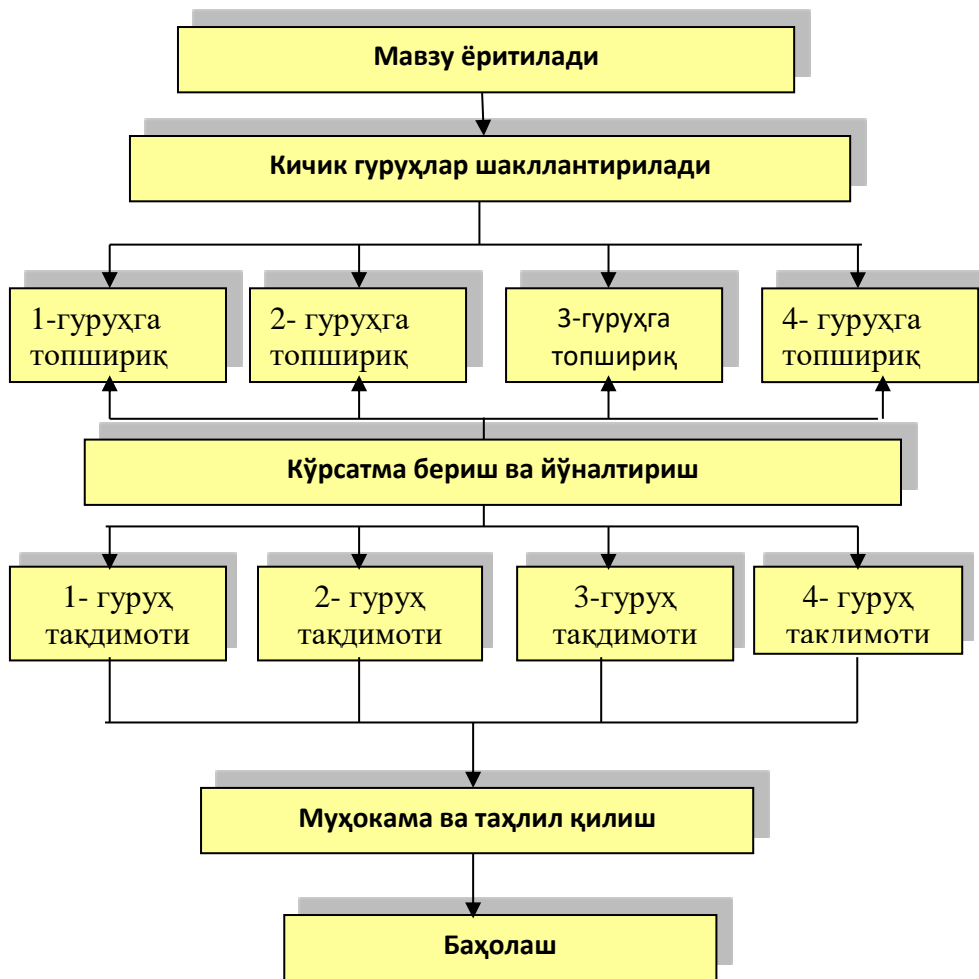 Мавзу ёритилади
Кичик гуруҳлар шакллантирилади
1-гуруҳга
топшириқ
2- гуруҳга
топшириқ
3-гуруҳга
топшириқ
4- гуруҳга
топшириқ
Кўрсатма бериш ва йўналтириш
1- гуруҳ
тақдимоти
2- гуруҳ
тақдимоти
3-гуруҳ
тақдимоти
4- гуруҳ
тақдимоти
Муҳокама ва таҳлил қилиш
Баҳолаш